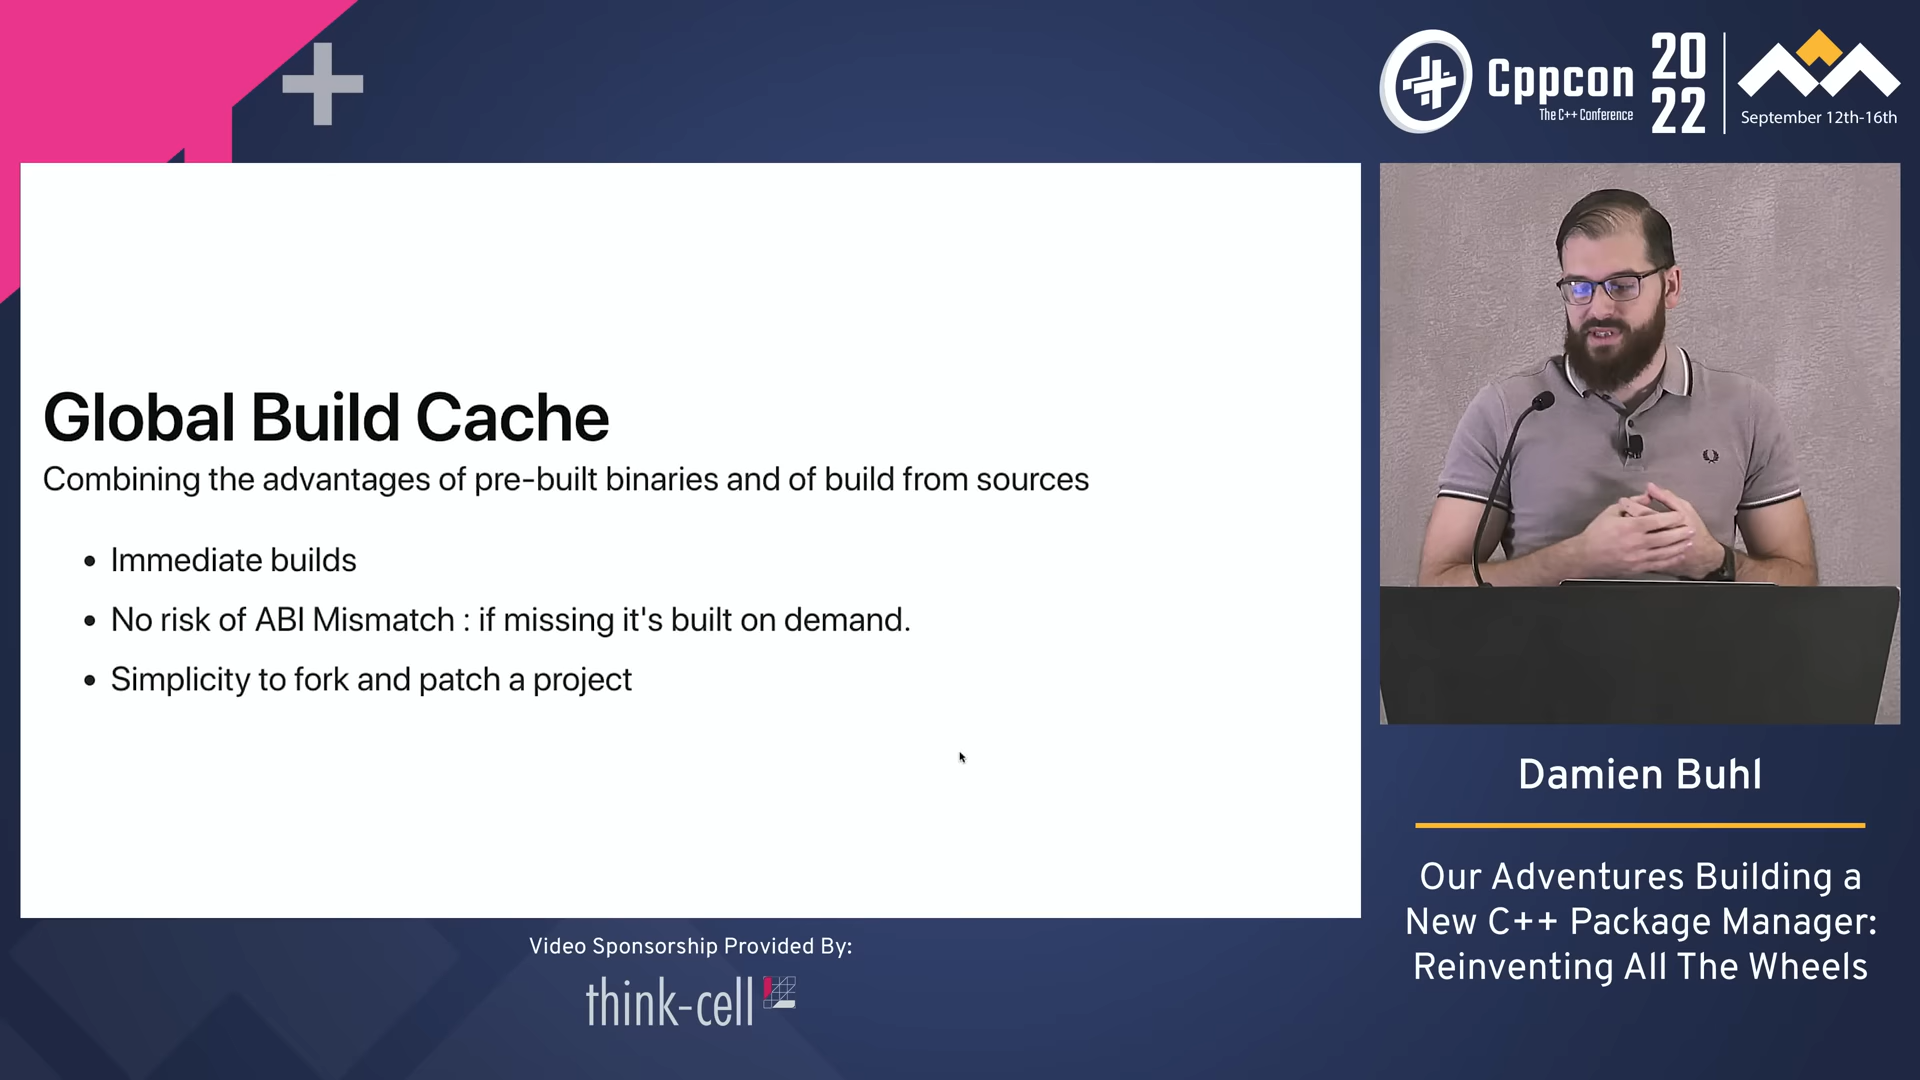 Cppcon
The C++ Conference
20
22
September 12th-16th
Global Build Cache
Combining the advantages of pre-built binaries and of build from sources
• Immediate builds
• No risk of ABI Mismatch : if missing it's built on demand.
• Simplicity to fork and patch a project
Damien Buhl
Our Adventures Building a
New C++ Package Manager:
Reinventing All The Wheels
Video Sponsorship Provided By:
think-cell